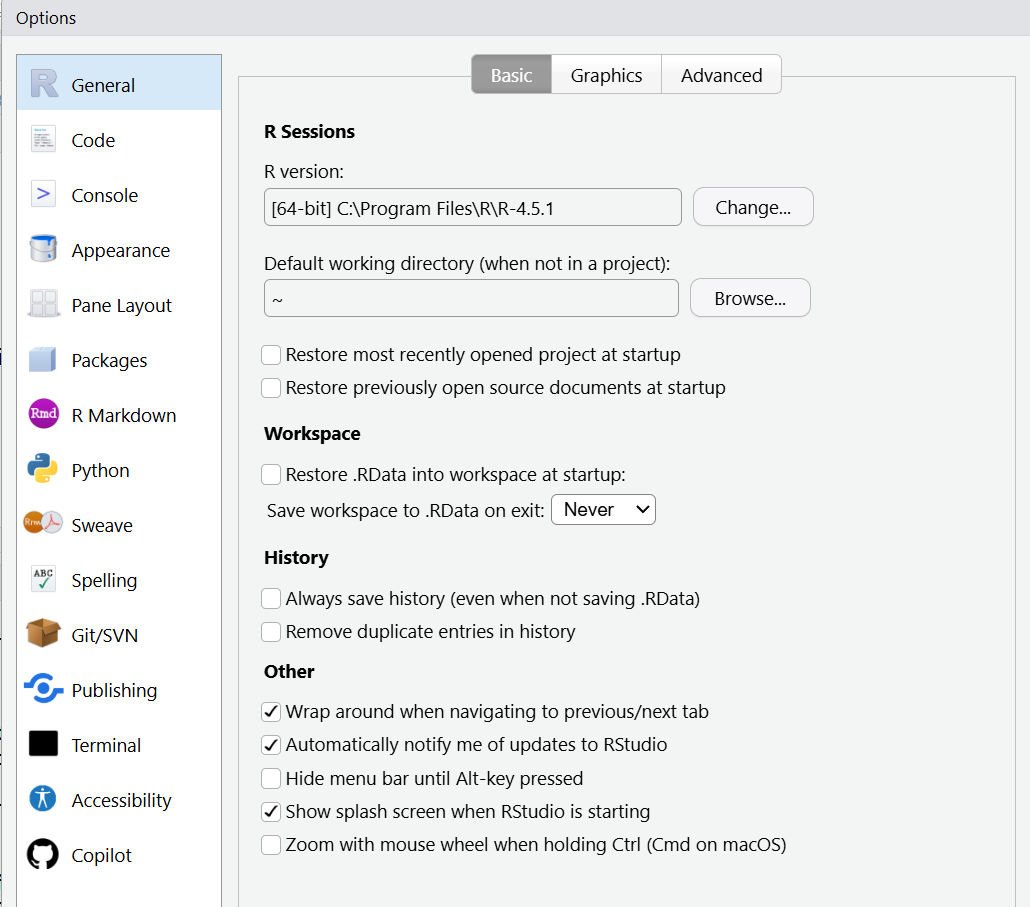 Options
General
Code
Console
Appearance
Pane Layout
Packages
Rmd
R Markdown
Python
Rnw
Sweave
ABC
Spelling
Git/SVN
Publishing
Terminal
Accessibility
Copilot
Basic
Graphics
Advanced
R Sessions
R version:
[64-bit] C:\Program Files\R\R-4.5.1
Change...
Default working directory (when not in a project):
~
Browse...
Restore most recently opened project at startup
Restore previously open source documents at startup
Workspace
Restore .RData into workspace at startup:
Save workspace to .RData on exit: Never
History
Always save history (even when not saving .RData)
Remove duplicate entries in history
Other
Wrap around when navigating to previous/next tab
Automatically notify me of updates to RStudio
Hide menu bar until Alt-key pressed
Show splash screen when RStudio is starting
Zoom with mouse wheel when holding Ctrl (Cmd on macOS)